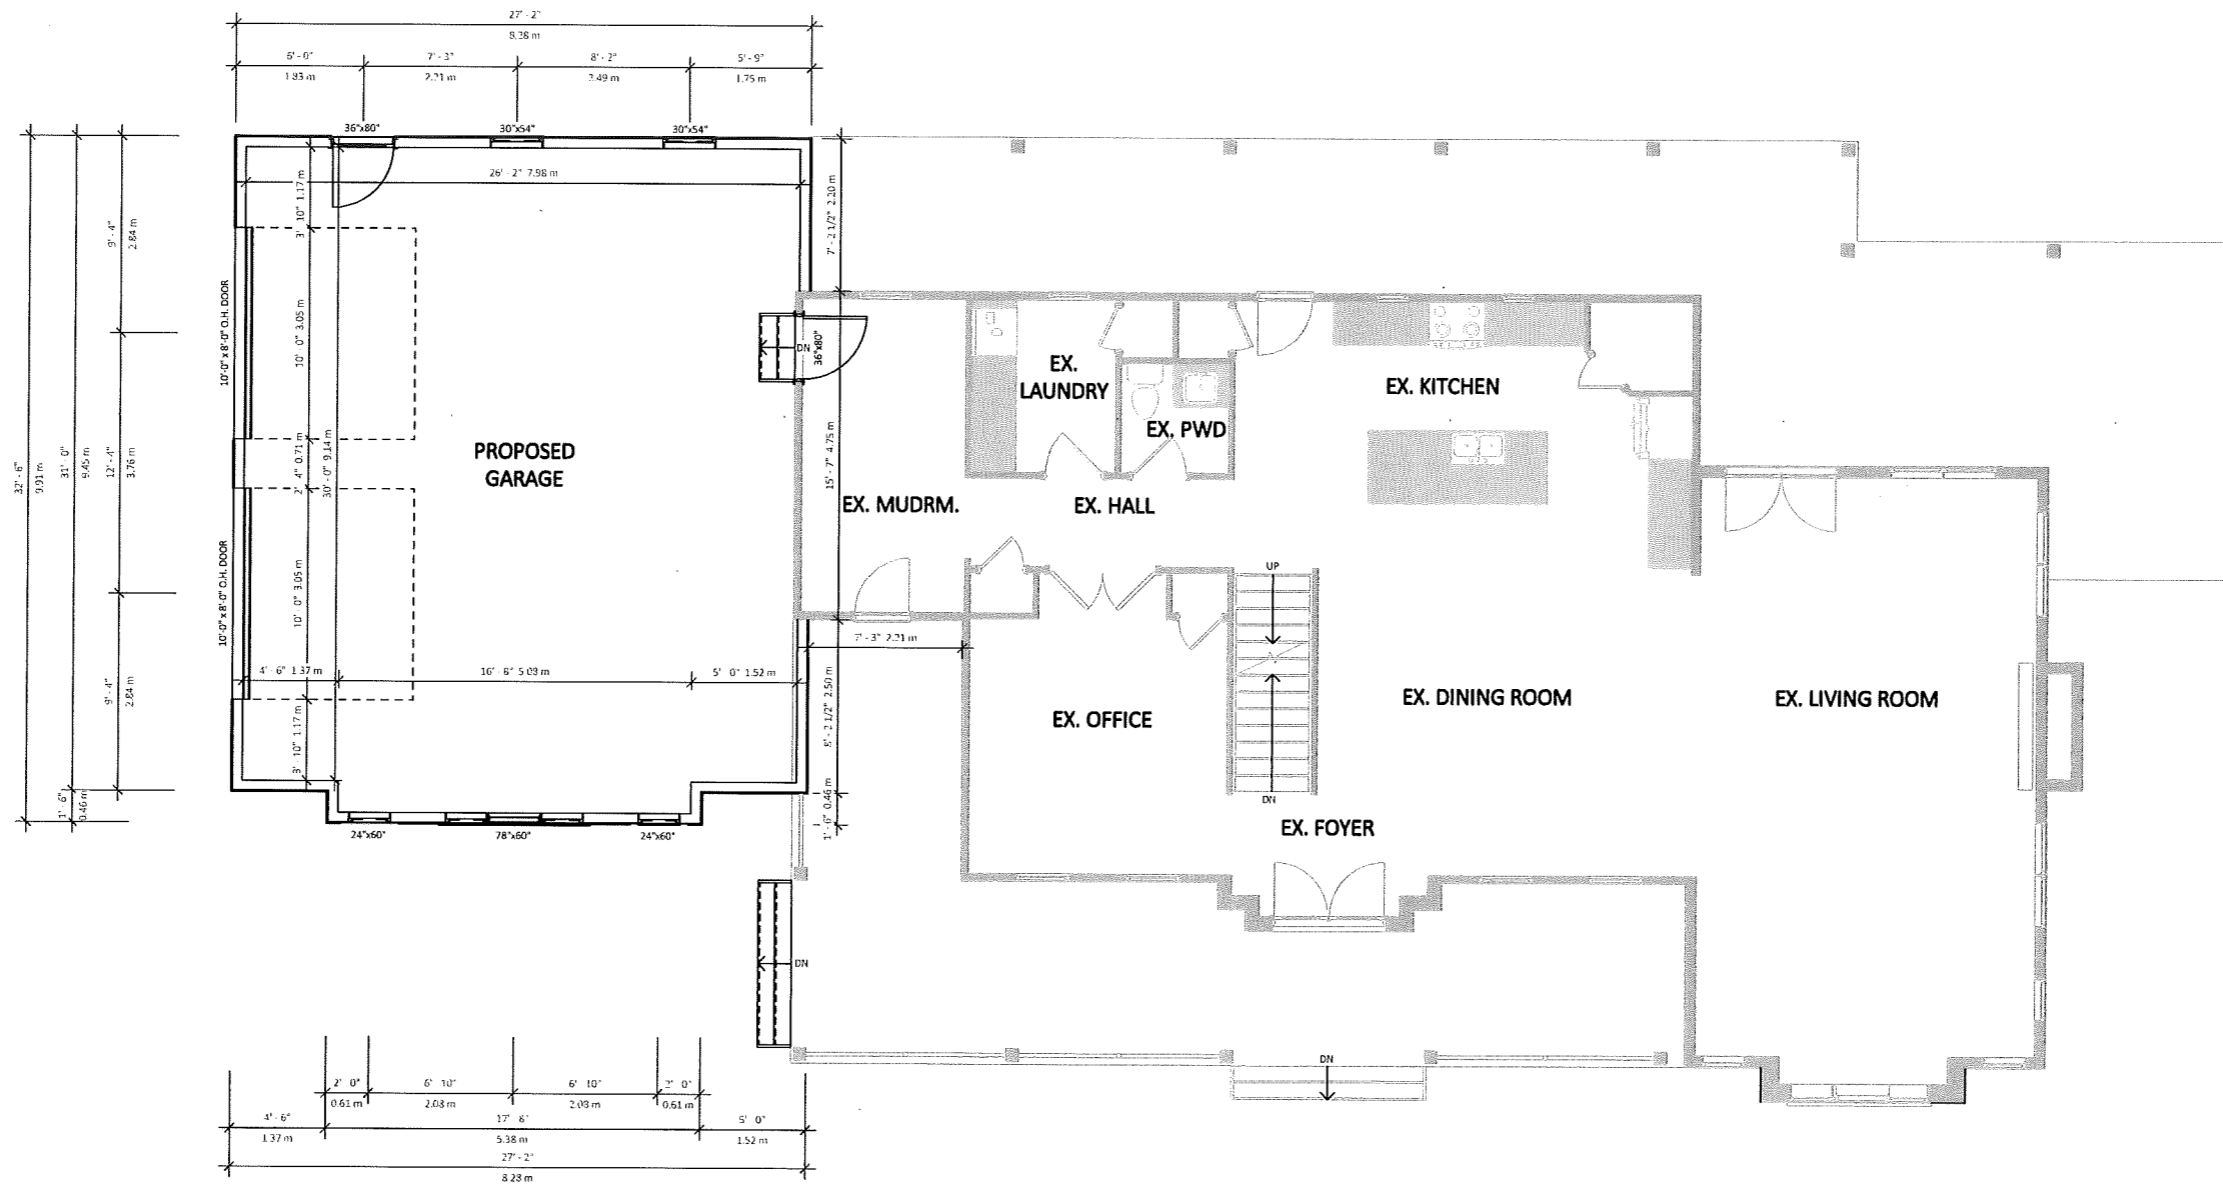 27' - 2"
8.28 m
6' - 0"
7' - 3"
8' - 2"
5' - 9"
1.83 m
2.21 m
2.49 m
1.75 m
36"x80"
30"x54"
30"x54"
26' - 2" 7.98 m
3' 10" 1.17 m
10' - 0" 3.05 m
2' 4" 0.71 m
30' - 0" 9.14 m
10' - 0" 3.05 m
3' - 10" 1.17 m
10'-0" x 8'-0" O.H. DOOR
10'-0" x 8'-0" O.H. DOOR
32' - 6"
9.91 m
31' - 0"
9.45 m
9' - 4"
2.84 m
12' - 4"
3.76 m
9' - 4"
2.84 m
1' - 6"
0.46 m
PROPOSED
GARAGE
7' - 2 1/2" 2.20 m
15' - 7" 4.75 m
8' - 2 1/2" 2.50 m
1' - 6" 0.46 m
DN
36"x80"
EX.
LAUNDRY
EX. PWD
EX. KITCHEN
EX. MUDRM.
EX. HALL
UP
7' - 3" 2.21 m
4' - 6" 1.37 m
16' - 8" 5.08 m
5' 0" 1.52 m
EX. OFFICE
EX. DINING ROOM
EX. LIVING ROOM
DN
EX. FOYER
24"x60"
78"x60"
24"x60"
DN
DN
2' 0"
6' 10"
6' 10"
2' 0"
0.61 m
2.08 m
2.08 m
0.61 m
4' - 6"
17' 8"
5' 0"
1.37 m
5.38 m
1.52 m
27' - 2"
8.28 m